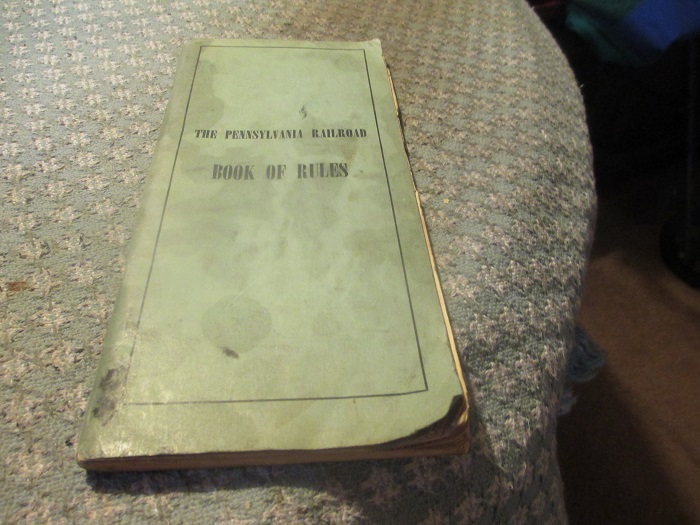 THE PENNSYLVANIA RAILROAD
BOOK OF RULES